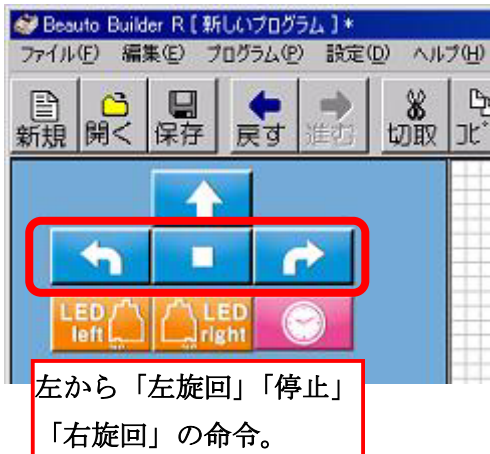 Beauto Builder R [ 新しいプログラム ] *
ファイル(F) 編集(E) プログラム(P) 設定(D) ヘルプ(H)
新規 開く 保存 戻す 進む 切取 コピ
LED left LED right
左から「左旋回」「停止」
「右旋回」の命令。